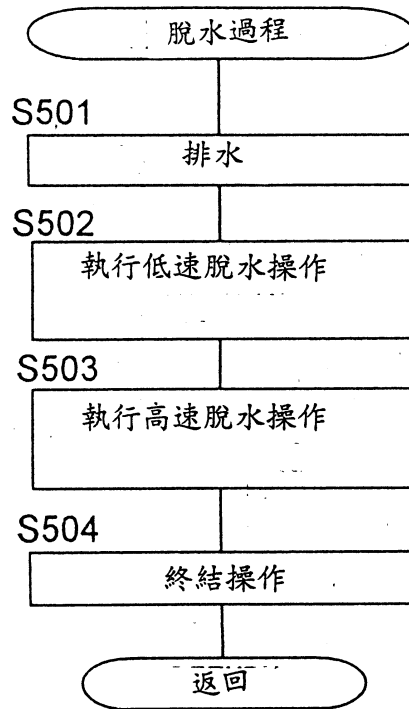 脫水過程
S501
排水
S502
執行低速脫水操作
S503
執行高速脫水操作
S504
終結操作
返回